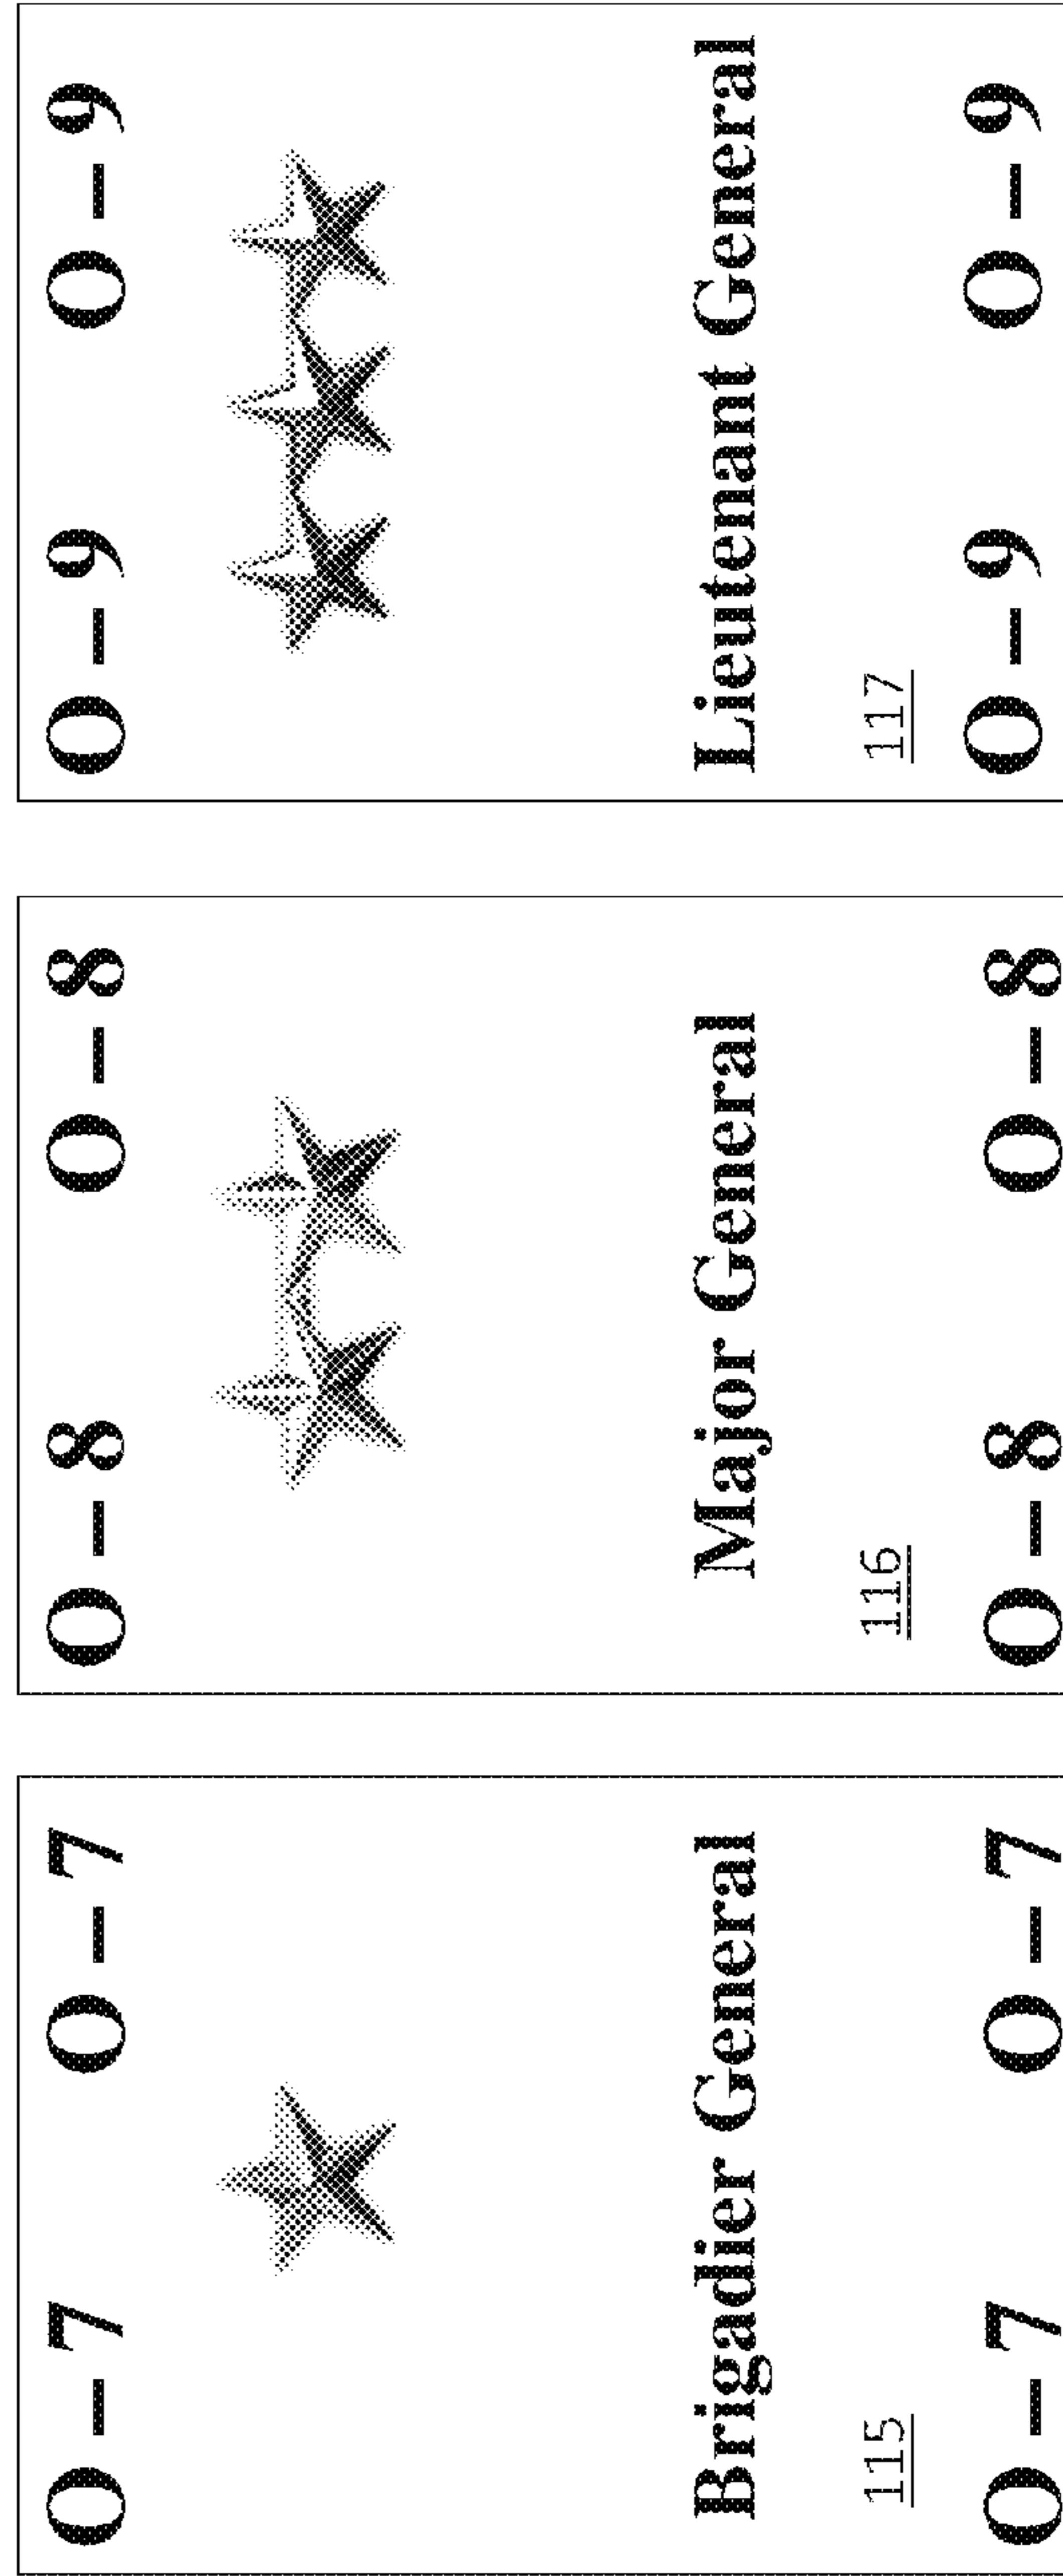 O – 7 O – 7
Brigadier General
115
O – 7 O – 7
O – 8 O – 8
Major General
116
O – 8 O – 8
O – 9 O – 9
Lieutenant General
117
O – 9 O – 9